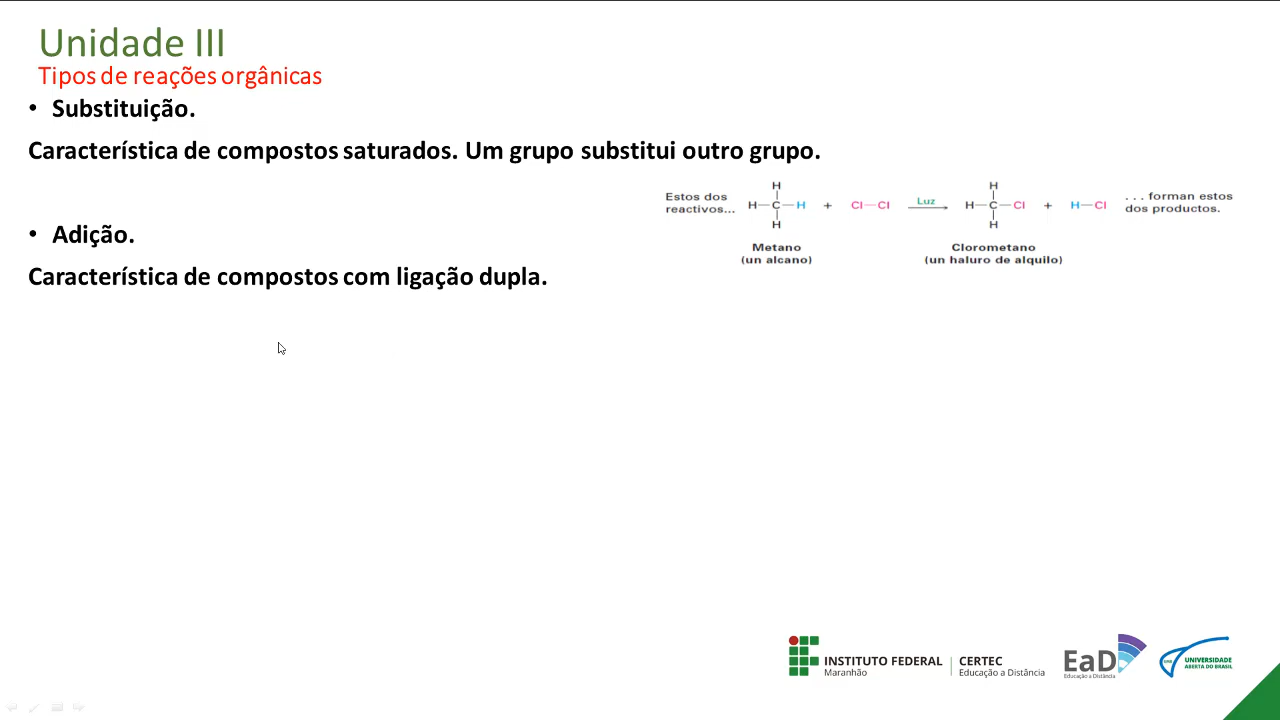 Unidade III
Tipos de reações orgânicas
• Substituição.
Característica de compostos saturados. Um grupo substitui outro grupo.
Estos dos
reactivos...
H
H—C—H + Cl—Cl
H
Luz
H
H—C—Cl + H—Cl
H
. . . forman estos
dos productos.
Metano
(un alcano)
Clorometano
(un haluro de alquilo)
• Adição.
Característica de compostos com ligação dupla.
INSTITUTO FEDERAL
Maranhão
CERTEC
Educação a Distância
EaD
Educação a Distância
UAB
UNIVERSIDADE
ABERTA DO BRASIL